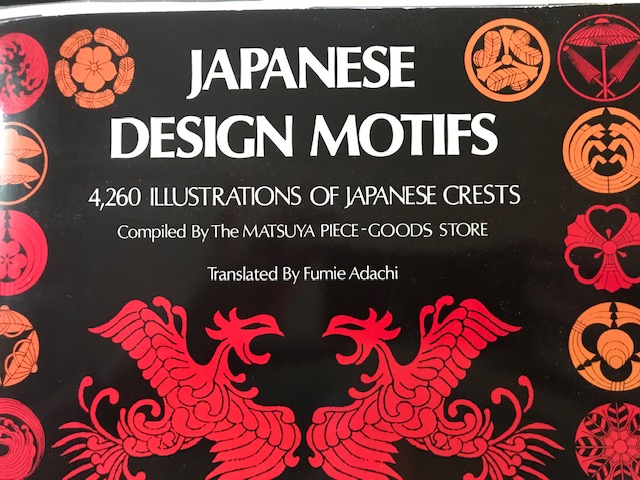 JAPANESE
DESIGN MOTIFS
4,260 ILLUSTRATIONS OF JAPANESE CRESTS
Compiled By The MATSUYA PIECE-GOODS STORE
Translated By Fumie Adachi